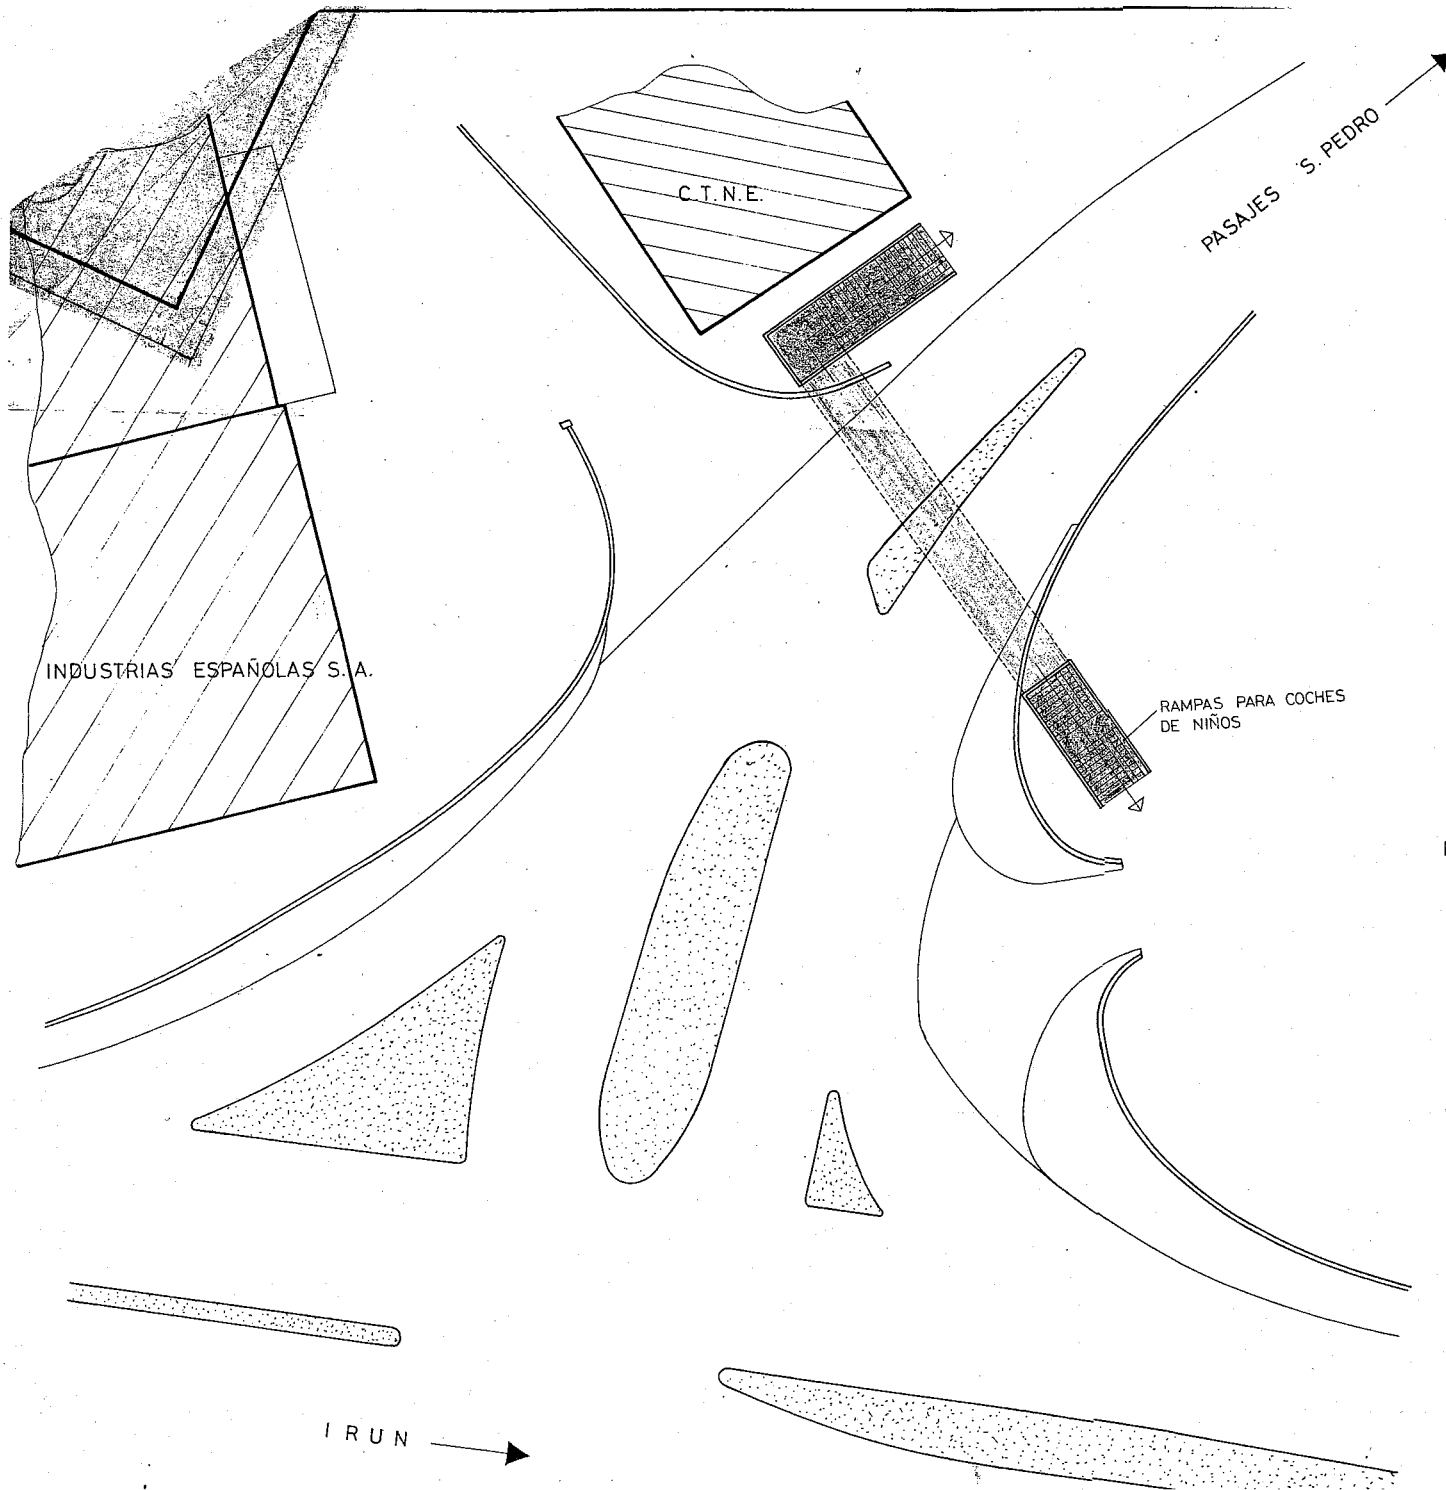 PASAJES S. PEDRO
C.T.N.E.
INDUSTRIAS ESPAÑOLAS S.A.
RAMPAS PARA COCHES
DE NIÑOS
IRUN